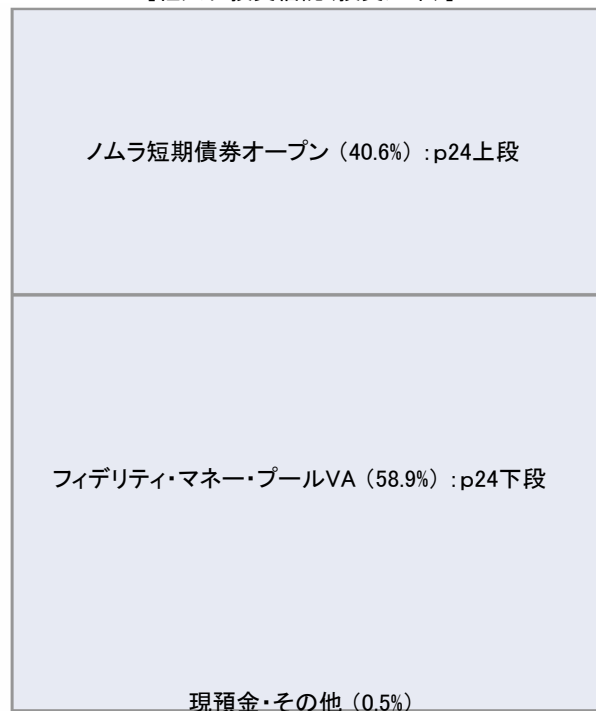 ノムラ短期債券オープン (40.6%) :p24上段
フィデリティ・マネー・プールVA (58.9%) :p24下段
現預金・その他 (0.5%)